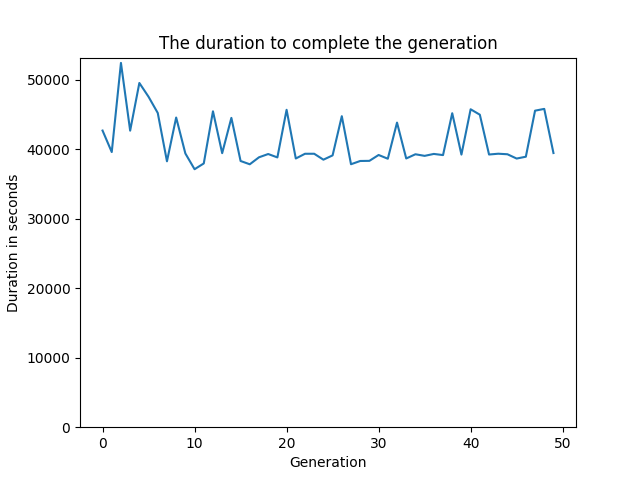 The duration to complete the generation
50000
40000
30000
20000
10000
0
Duration in seconds
0 10 20 30 40 50
Generation